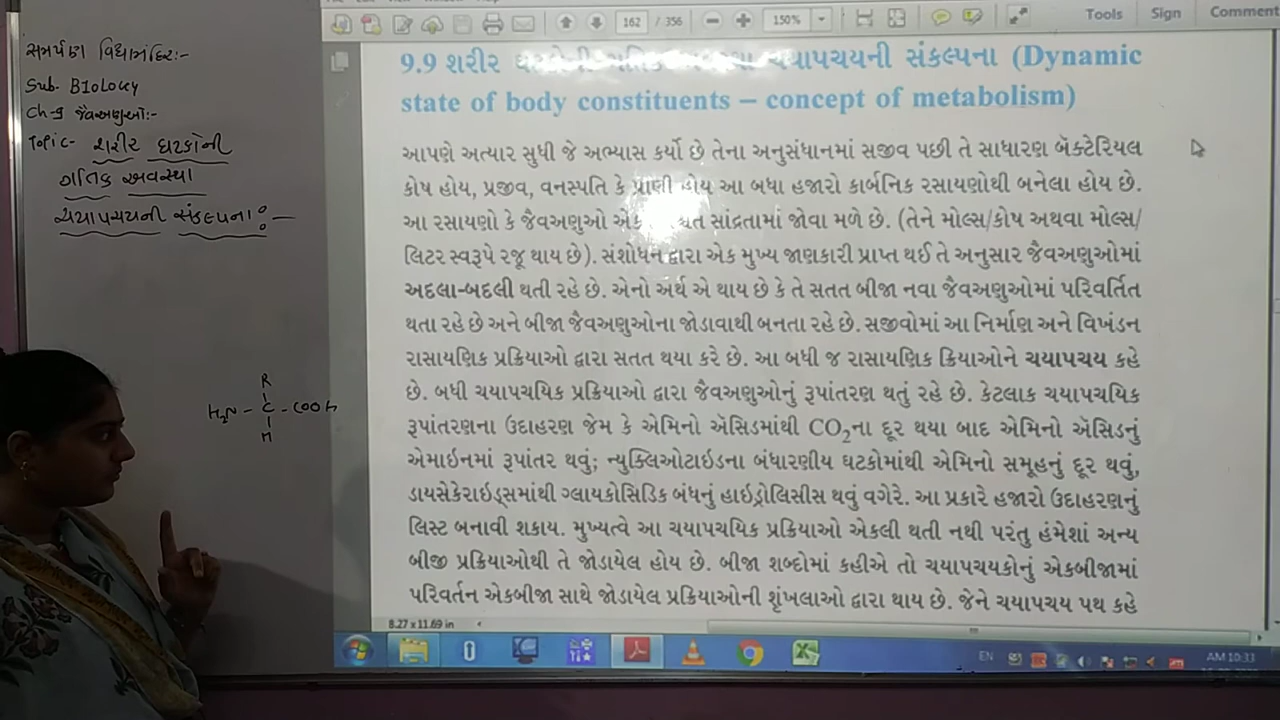 સમર્પણ વિદ્યામંદિર:-
Sub. BIology
Ch-9 જૈવઅણુઓ:-
Topic- શરીર ઘટકોની
ગતિક અવસ્થા
ચયાપચયની સંકલ્પના:-
R
H₂N - C - COOH
H
162 / 356
150%
Tools Sign Comment
9.9 શરીર ચયાપચયની સંકલ્પના (Dynamic
state of body constituents – concept of metabolism)
આપણે અત્યાર સુધી જે અભ્યાસ કર્યો છે તેના અનુસંધાનમાં સજીવ પછી તે સાધારણ બૅક્ટેરિયલ
કોષ હોય, પ્રજીવ, વનસ્પતિ કે પ્રાણી હોય આ બધા હજારો કાર્બનિક રસાયણોથી બનેલા હોય છે.
આ રસાયણો કે જૈવઅણુઓ સાંદ્રતામાં જોવા મળે છે. (તેને મોલ્સ/કોષ અથવા મોલ્સ/
લિટર સ્વરૂપે રજૂ થાય છે). સંશોધન દ્વારા એક મુખ્ય જાણકારી પ્રાપ્ત થઈ તે અનુસાર જૈવઅણુઓમાં
અદલા-બદલી થતી રહે છે. એનો અર્થ એ થાય છે કે તે સતત બીજા નવા જૈવઅણુઓમાં પરિવર્તિત
થતા રહે છે અને બીજા જૈવઅણુઓના જોડાવાથી બનતા રહે છે. સજીવોમાં આ નિર્માણ અને વિખંડન
રાસાયણિક પ્રક્રિયાઓ દ્વારા સતત થયા કરે છે. આ બધી જ રાસાયણિક ક્રિયાઓને ચયાપચય કહે
છે. બધી ચયાપચયિક પ્રક્રિયાઓ દ્વારા જૈવઅણુઓનું રૂપાંતરણ થતું રહે છે. કેટલાક ચયાપચયિક
રૂપાંતરણના ઉદાહરણ જેમ કે એમિનો ઍસિડમાંથી CO₂ના દૂર થયા બાદ એમિનો ઍસિડનું
એમાઇનમાં રૂપાંતર થવું; ન્યુક્લિઓટાઇડના બંધારણીય ઘટકોમાંથી એમિનો સમૂહનું દૂર થવું,
ડાયસેકેરાઇડ્સમાંથી ગ્લાયકોસિડિક બંધનું હાઇડ્રોલિસીસ થવું વગેરે. આ પ્રકારે હજારો ઉદાહરણનું
લિસ્ટ બનાવી શકાય. મુખ્યત્વે આ ચયાપચયિક પ્રક્રિયાઓ એકલી થતી નથી પરંતુ હંમેશાં અન્ય
બીજી પ્રક્રિયાઓથી તે જોડાયેલ હોય છે. બીજા શબ્દોમાં કહીએ તો ચયાપચયકોનું એકબીજામાં
પરિવર્તન એકબીજા સાથે જોડાયેલ પ્રક્રિયાઓની શૃંખલાઓ દ્વારા થાય છે. જેને ચયાપચય પથ કહે
8.27 x 11.69 in
EN AM 10:33